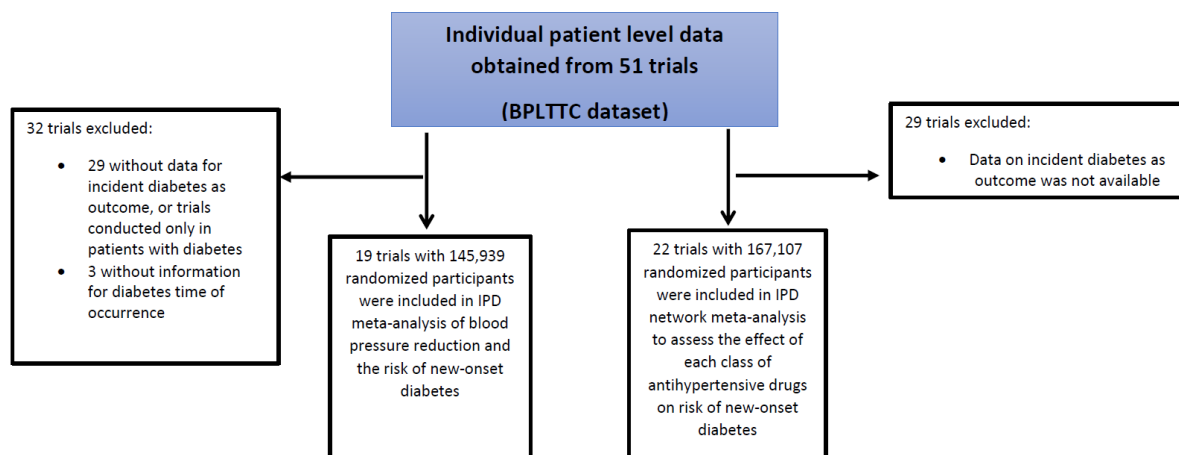 Individual patient level data
obtained from 51 trials
(BPLTTC dataset)
32 trials excluded:
• 29 without data for
incident diabetes as
outcome, or trials
conducted only in
patients with diabetes
• 3 without information
for diabetes time of
occurrence
29 trials excluded:
• Data on incident diabetes as
outcome was not available
19 trials with 145,939
randomized participants
were included in IPD
meta-analysis of blood
pressure reduction and
the risk of new-onset
diabetes
22 trials with 167,107
randomized participants
were included in IPD
network meta-analysis
to assess the effect of
each class of
antihypertensive drugs
on risk of new-onset
diabetes